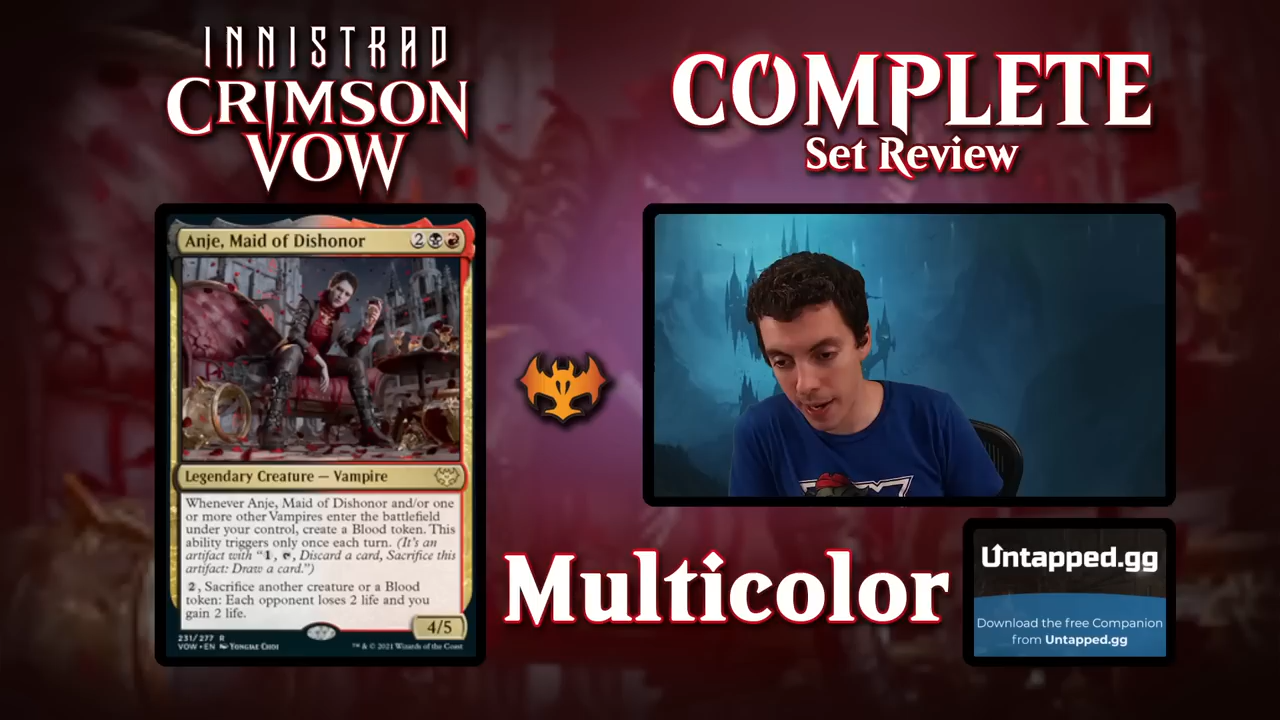 INNISTRAD
CRIMSON
VOW
COMPLETE
Set Review
Anje, Maid of Dishonor 2
Legendary Creature — Vampire
Whenever Anje, Maid of Dishonor and/or one
or more other Vampires enter the battlefield
under your control, create a Blood token. This
ability triggers only once each turn. (It's an
artifact with “1, , Discard a card, Sacrifice this
artifact: Draw a card.”)
2, Sacrifice another creature or a Blood
token: Each opponent loses 2 life and you
gain 2 life.
4/5
231/277 R
VOW • EN YONGJAE CHOI
™ & © 2021 Wizards of the Coast
Multicolor
Untapped.gg
Download the free Companion
from Untapped.gg